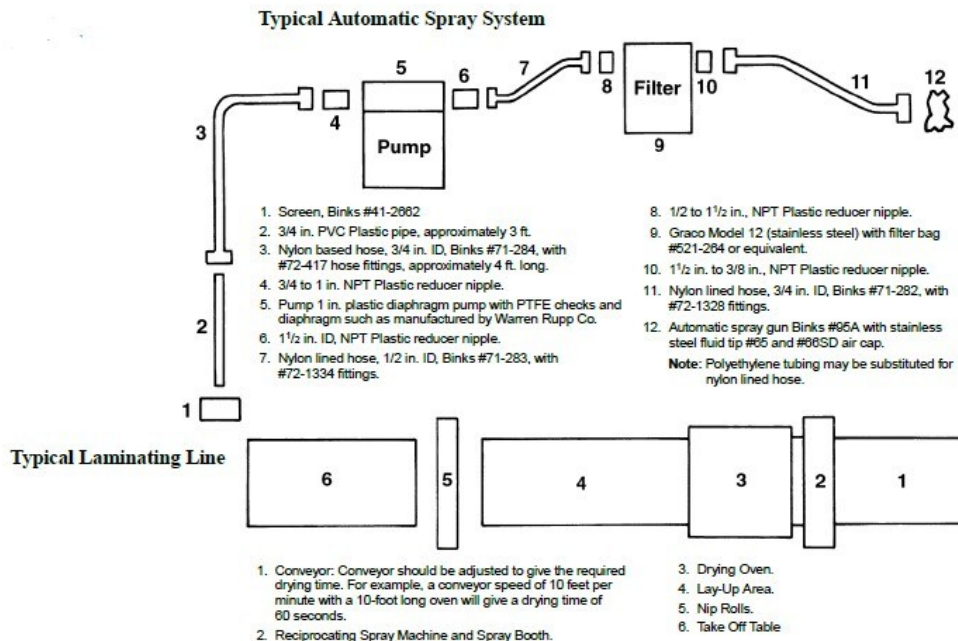 Typical Automatic Spray System
5
6
7
8
Filter
10
11
12
3
4
Pump
9
1. Screen, Binks #41-2662
2. 3/4 in. PVC Plastic pipe, approximately 3 ft.
3. Nylon based hose, 3/4 in. ID, Binks #71-284, with
#72-417 hose fittings, approximately 4 ft. long.
4. 3/4 to 1 in. NPT Plastic reducer nipple.
5. Pump 1 in. plastic diaphragm pump with PTFE checks and
diaphragm such as manufactured by Warren Rupp Co.
6. 1 1/2 in. ID, NPT Plastic reducer nipple.
7. Nylon lined hose, 1/2 in. ID, Binks #71-283, with
#72-1334 fittings.
8. 1/2 to 1 1/2 in., NPT Plastic reducer nipple.
9. Graco Model 12 (stainless steel) with filter bag
#521-264 or equivalent.
10. 1 1/2 in. to 3/8 in., NPT Plastic reducer nipple.
11. Nylon lined hose, 3/4 in. ID, Binks #71-282, with
#72-1328 fittings.
12. Automatic spray gun Binks #95A with stainless
steel fluid tip #65 and #66SD air cap.
Note: Polyethylene tubing may be substituted for
nylon lined hose.
2
1
Typical Laminating Line
6
5
4
3
2
1
1. Conveyor: Conveyor should be adjusted to give the required
drying time. For example, a conveyor speed of 10 feet per
minute with a 10-foot long oven will give a drying time of
60 seconds.
2. Reciprocating Spray Machine and Spray Booth.
3. Drying Oven.
4. Lay-Up Area.
5. Nip Rolls.
6. Take Off Table